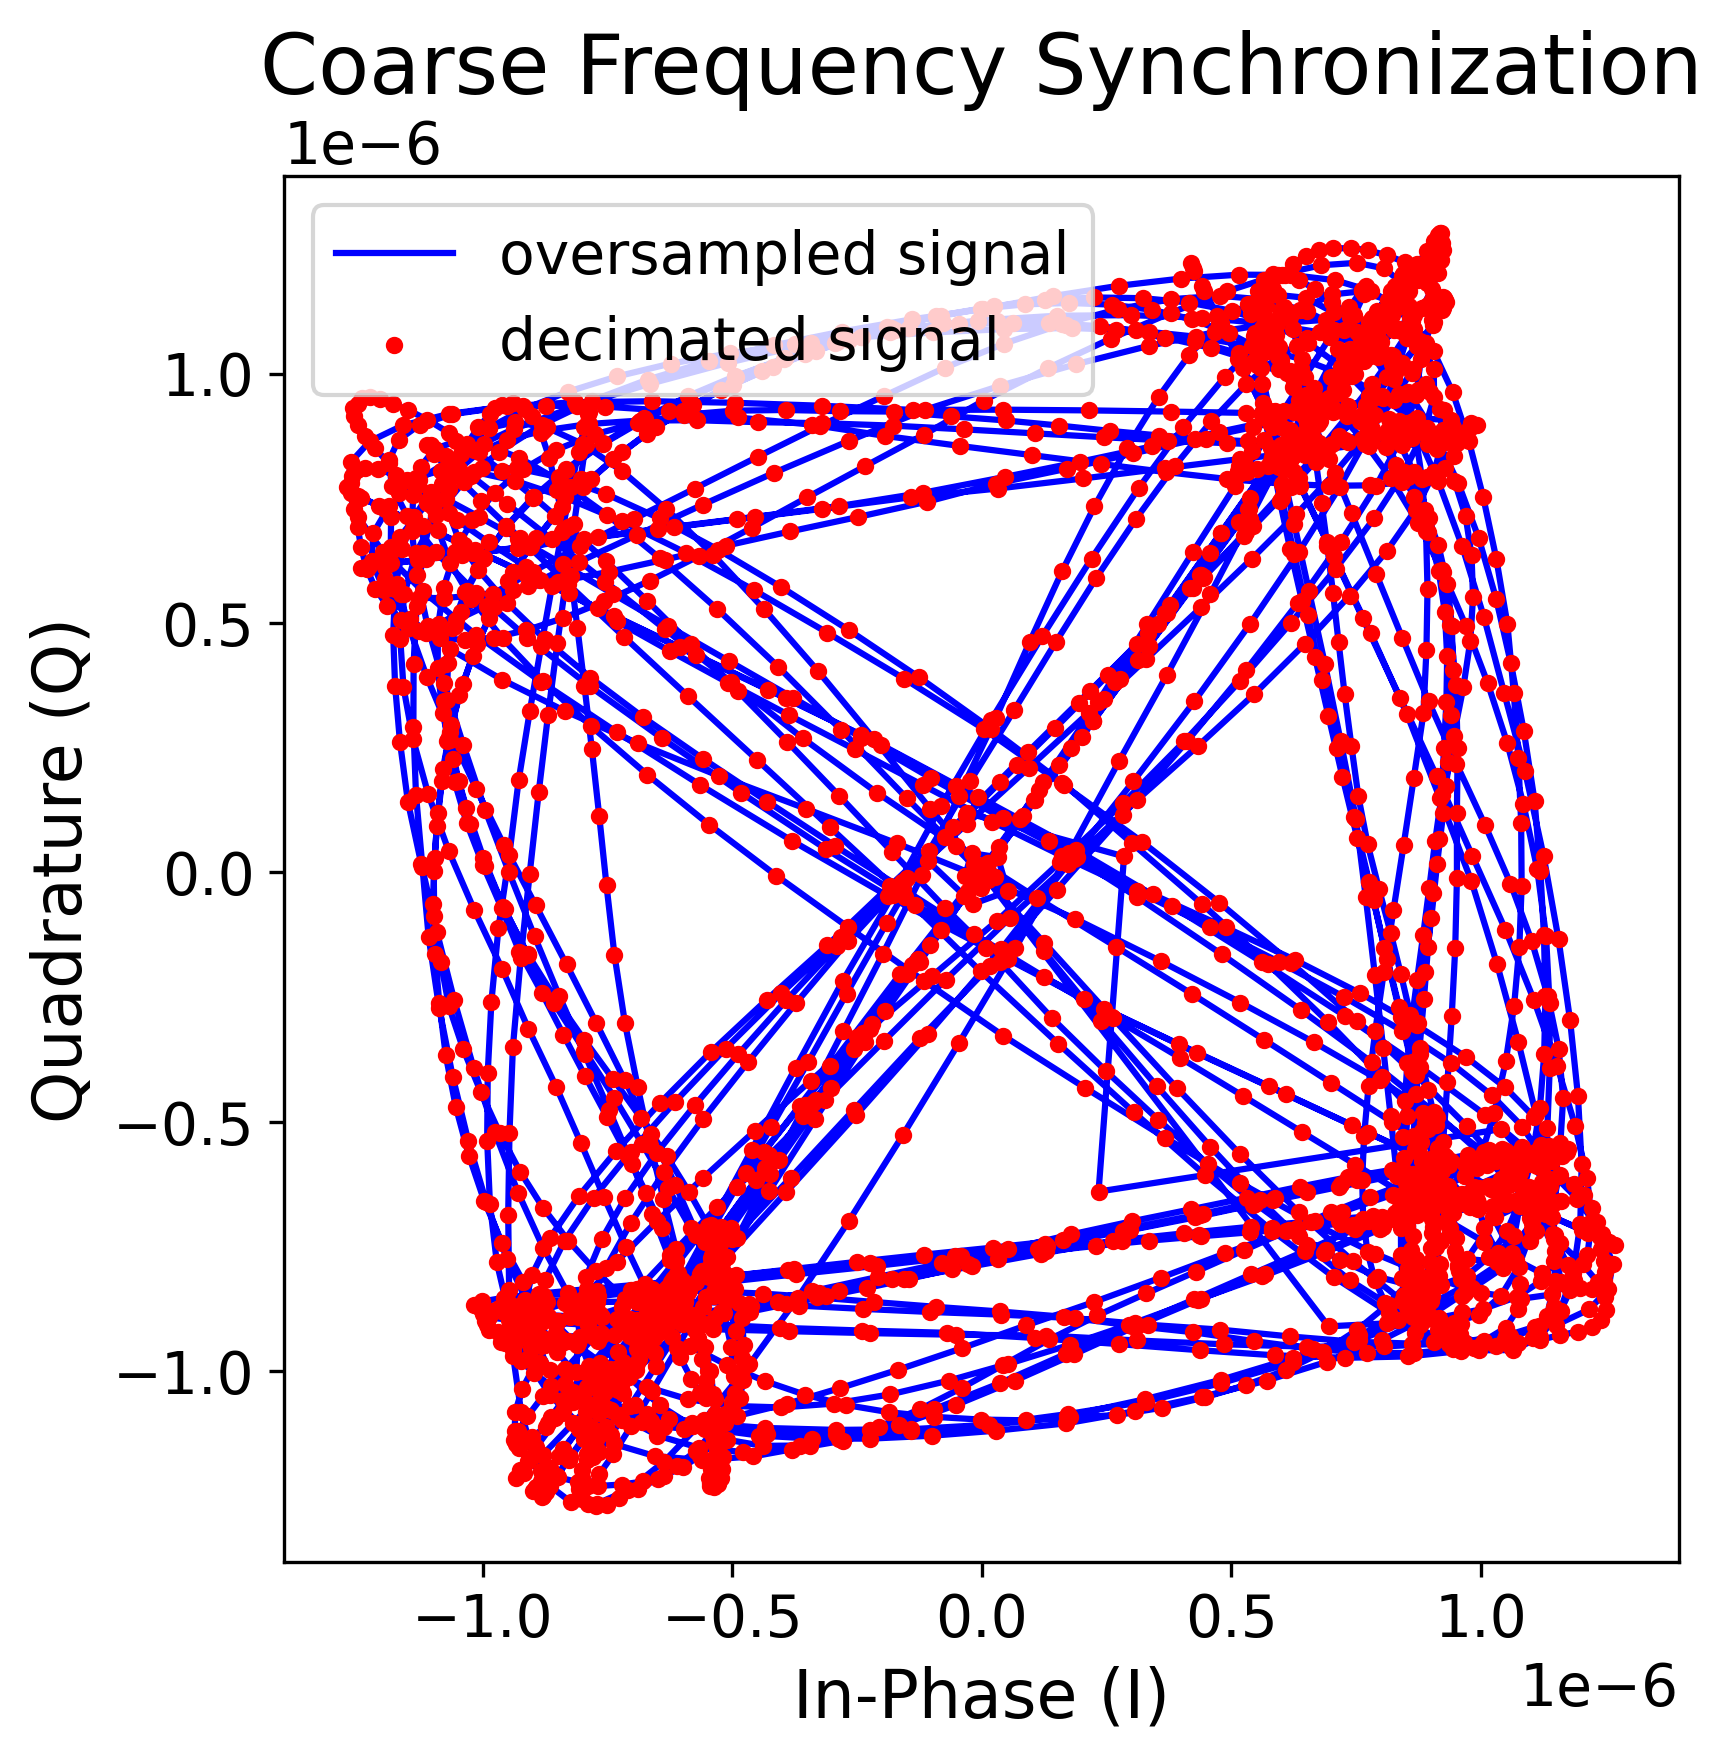 Coarse Frequency Synchronization
1e−6
oversampled signal
decimated signal
1.0
0.5
0.0
−0.5
−1.0
Quadrature (Q)
−1.0 −0.5 0.0 0.5 1.0
1e−6
In-Phase (I)